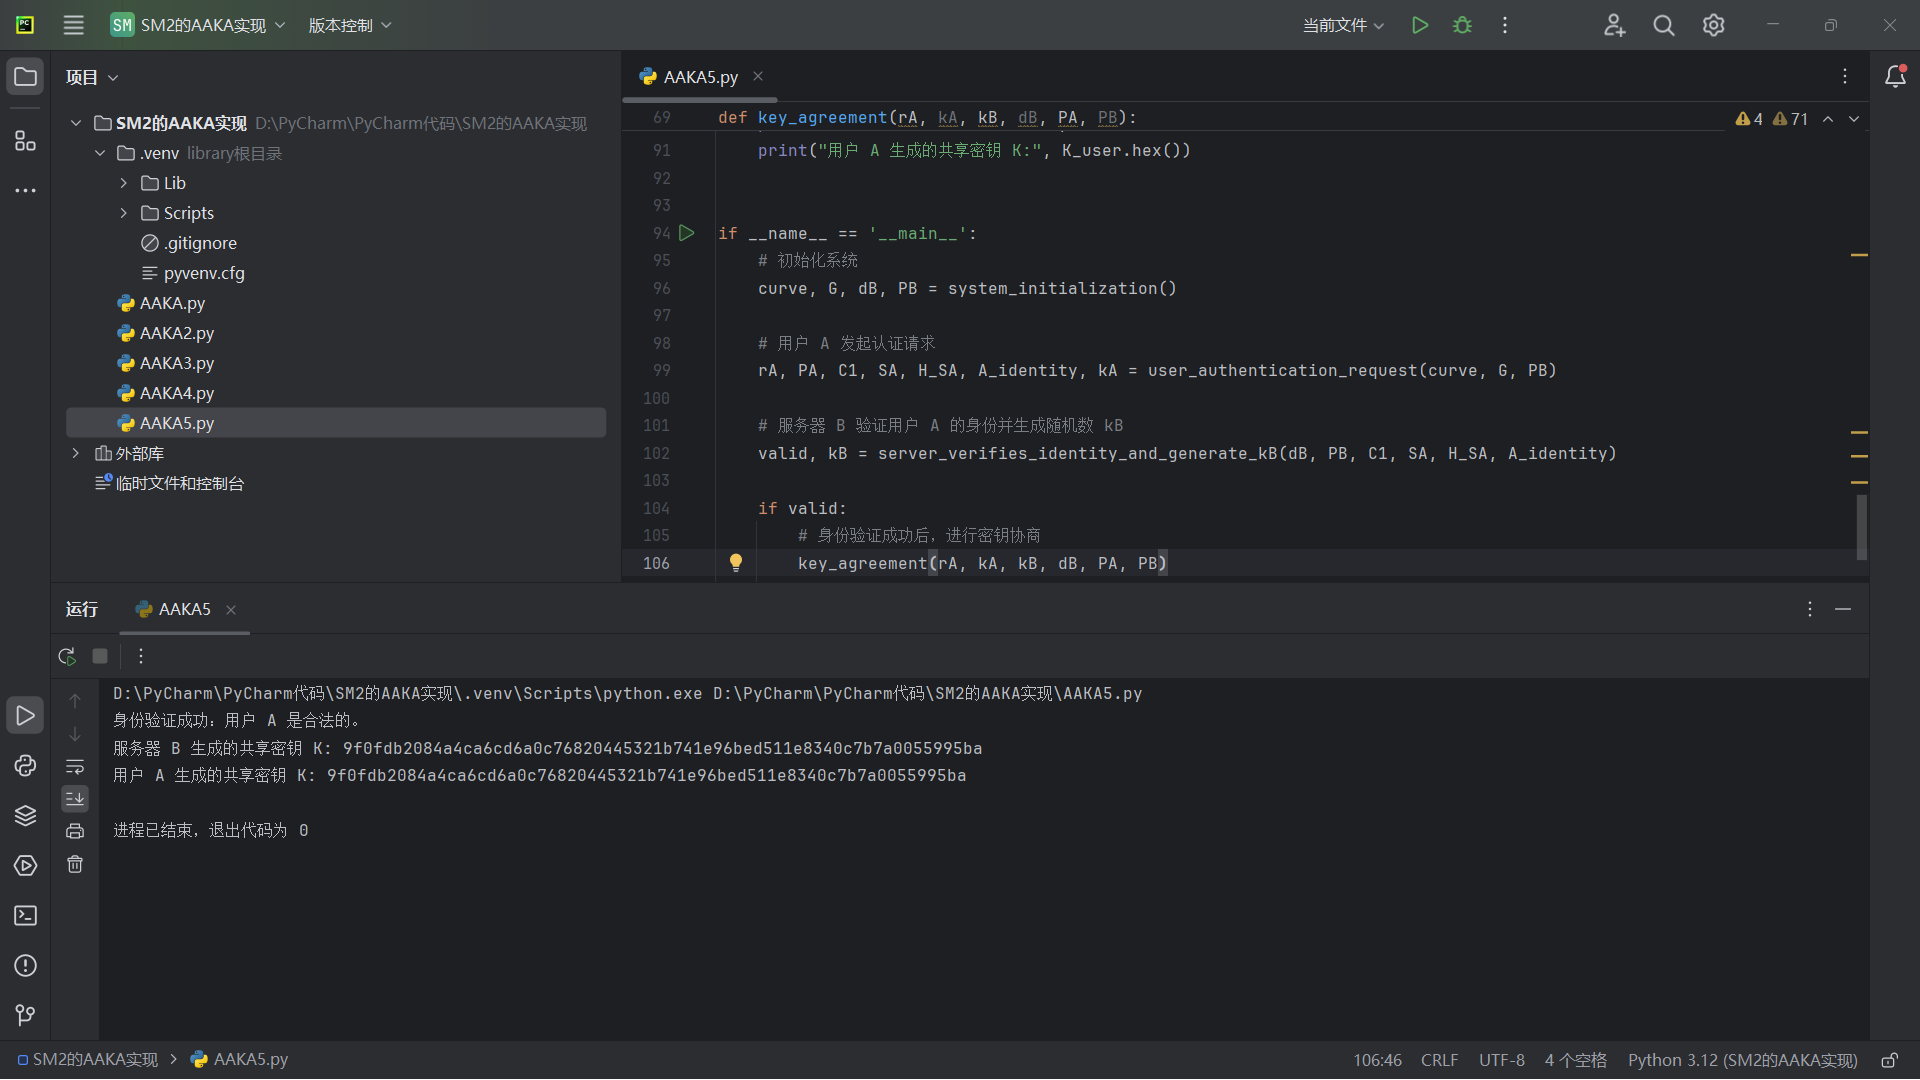 PC SM SM2的AAKA实现 版本控制 当前文件
项目
SM2的AAKA实现 D:\PyCharm\PyCharm代码\SM2的AAKA实现
.venv library根目录
Lib
Scripts
.gitignore
pyvenv.cfg
AAKA.py
AAKA2.py
AAKA3.py
AAKA4.py
AAKA5.py
外部库
临时文件和控制台
AAKA5.py
69 def key_agreement(rA, kA, kB, dB, PA, PB): 4 71
91 print("用户 A 生成的共享密钥 K:", K_user.hex())
92
93
94 if __name__ == '__main__':
95 # 初始化系统
96 curve, G, dB, PB = system_initialization()
97
98 # 用户 A 发起认证请求
99 rA, PA, C1, SA, H_SA, A_identity, kA = user_authentication_request(curve, G, PB)
100
101 # 服务器 B 验证用户 A 的身份并生成随机数 kB
102 valid, kB = server_verifies_identity_and_generate_kB(dB, PB, C1, SA, H_SA, A_identity)
103
104 if valid:
105 # 身份验证成功后，进行密钥协商
106 key_agreement(rA, kA, kB, dB, PA, PB)
运行 AAKA5
D:\PyCharm\PyCharm代码\SM2的AAKA实现\.venv\Scripts\python.exe D:\PyCharm\PyCharm代码\SM2的AAKA实现\AAKA5.py
身份验证成功：用户 A 是合法的。
服务器 B 生成的共享密钥 K: 9f0fdb2084a4ca6cd6a0c76820445321b741e96bed511e8340c7b7a0055995ba
用户 A 生成的共享密钥 K: 9f0fdb2084a4ca6cd6a0c76820445321b741e96bed511e8340c7b7a0055995ba
进程已结束，退出代码为 0
SM2的AAKA实现 AAKA5.py 106:46 CRLF UTF-8 4 个空格 Python 3.12 (SM2的AAKA实现)